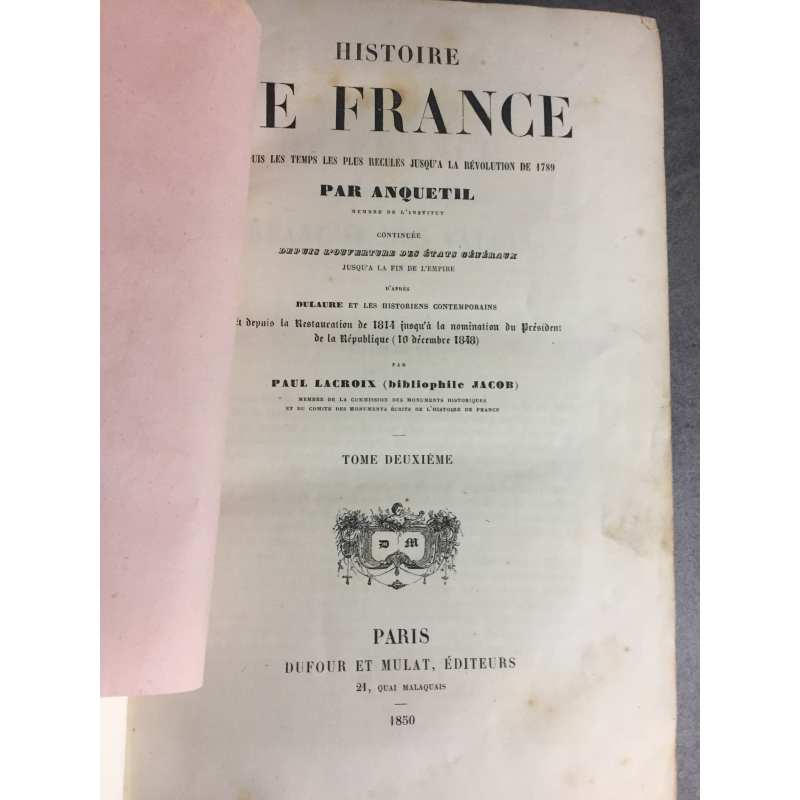 HISTOIRE
E FRANCE
UIS LES TEMPS LES PLUS RECULÉS JUSQU'A LA RÉVOLUTION DE 1789
PAR ANQUETIL
MEMBRE DE L'INSTITUT
CONTINUÉE
DEPUIS L'OUVERTURE DES ÉTATS GÉNÉRAUX
JUSQU'A LA FIN DE L'EMPIRE
D'APRÈS
DULAURE ET LES HISTORIENS CONTEMPORAINS
Et depuis la Restauration de 1814 jusqu'à la nomination du Président
de la République (10 décembre 1848)
PAR
PAUL LACROIX (bibliophile JACOB)
MEMBRE DE LA COMMISSION DES MONUMENTS HISTORIQUES
ET DU COMITÉ DES MONUMENTS ÉCRITS DE L'HISTOIRE DE FRANCE
TOME DEUXIÈME
D M
PARIS
DUFOUR ET MULAT, ÉDITEURS
21, QUAI MALAQUAIS
1850